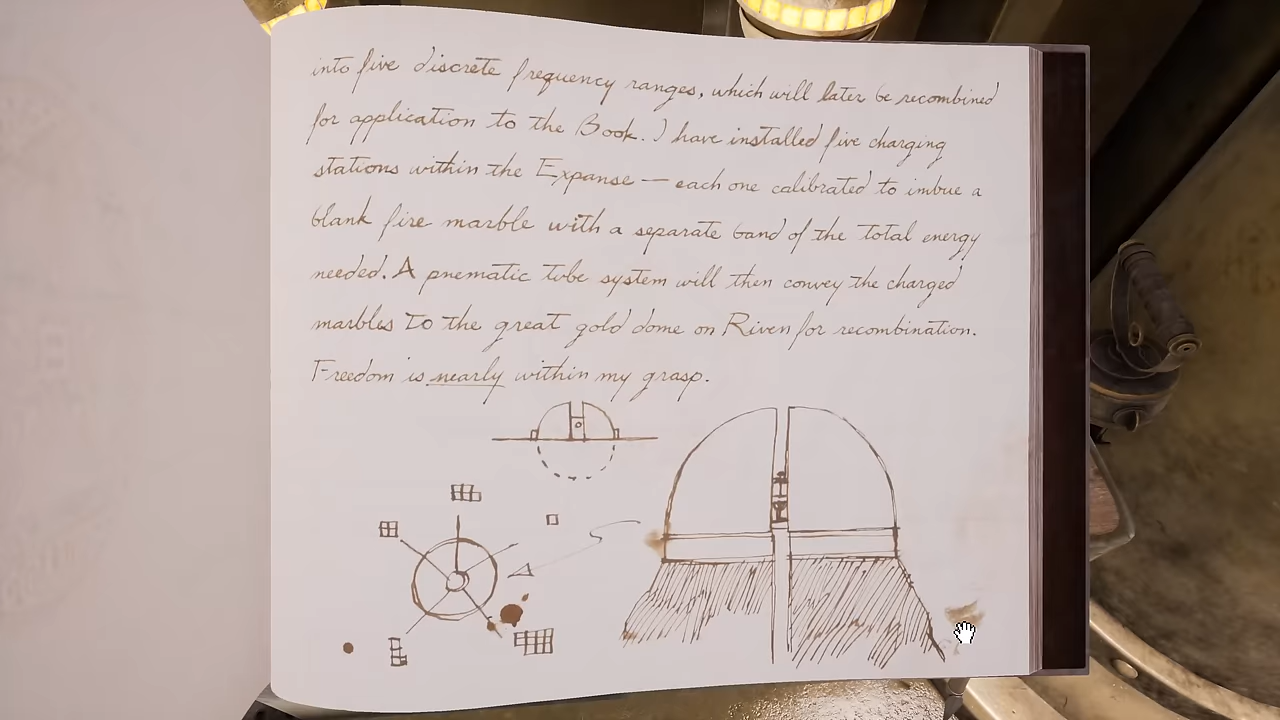 into five discrete frequency ranges, which will later be recombined
for application to the Book. I have installed five charging
stations within the Expanse — each one calibrated to imbue a
blank fire marble with a separate band of the total energy
needed. A pnematic tube system will then convey the charged
marbles to the great gold dome on Riven for recombination.
Freedom is nearly within my grasp.